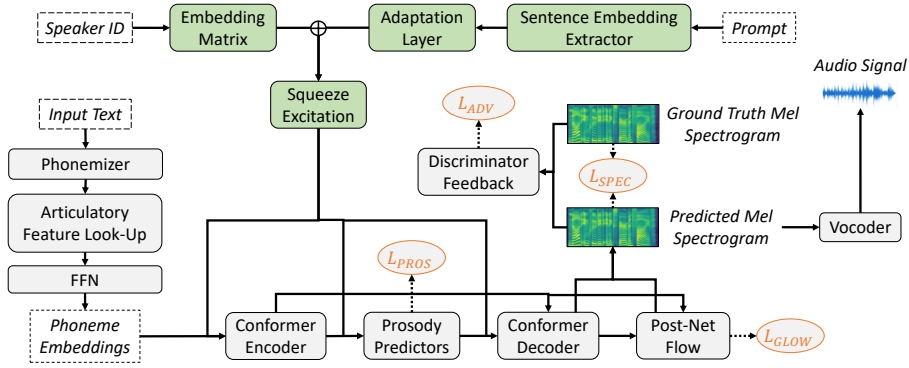 Speaker ID
Embedding
Matrix
Adaptation
Layer
Sentence Embedding
Extractor
Prompt
Squeeze
Excitation
Audio Signal
Input Text
Phonemizer
Articulatory
Feature Look-Up
FFN
Phoneme
Embeddings
L_ADV
Discriminator
Feedback
Ground Truth Mel
Spectrogram
L_SPEC
Predicted Mel
Spectrogram
Vocoder
L_PROS
Conformer
Encoder
Prosody
Predictors
Conformer
Decoder
Post-Net
Flow
L_GLOW